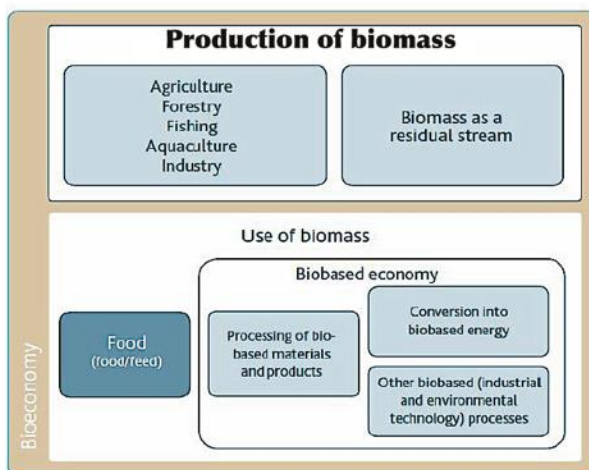 Production of biomass
Agriculture
Forestry
Fishing
Aquaculture
Industry
Biomass as a
residual stream
Use of biomass
Biobased economy
Food
(food/feed)
Processing of bio-
based materials
and products
Conversion into
biobased energy
Other biobased (industrial
and environmental
technology) processes
Bioeconomy